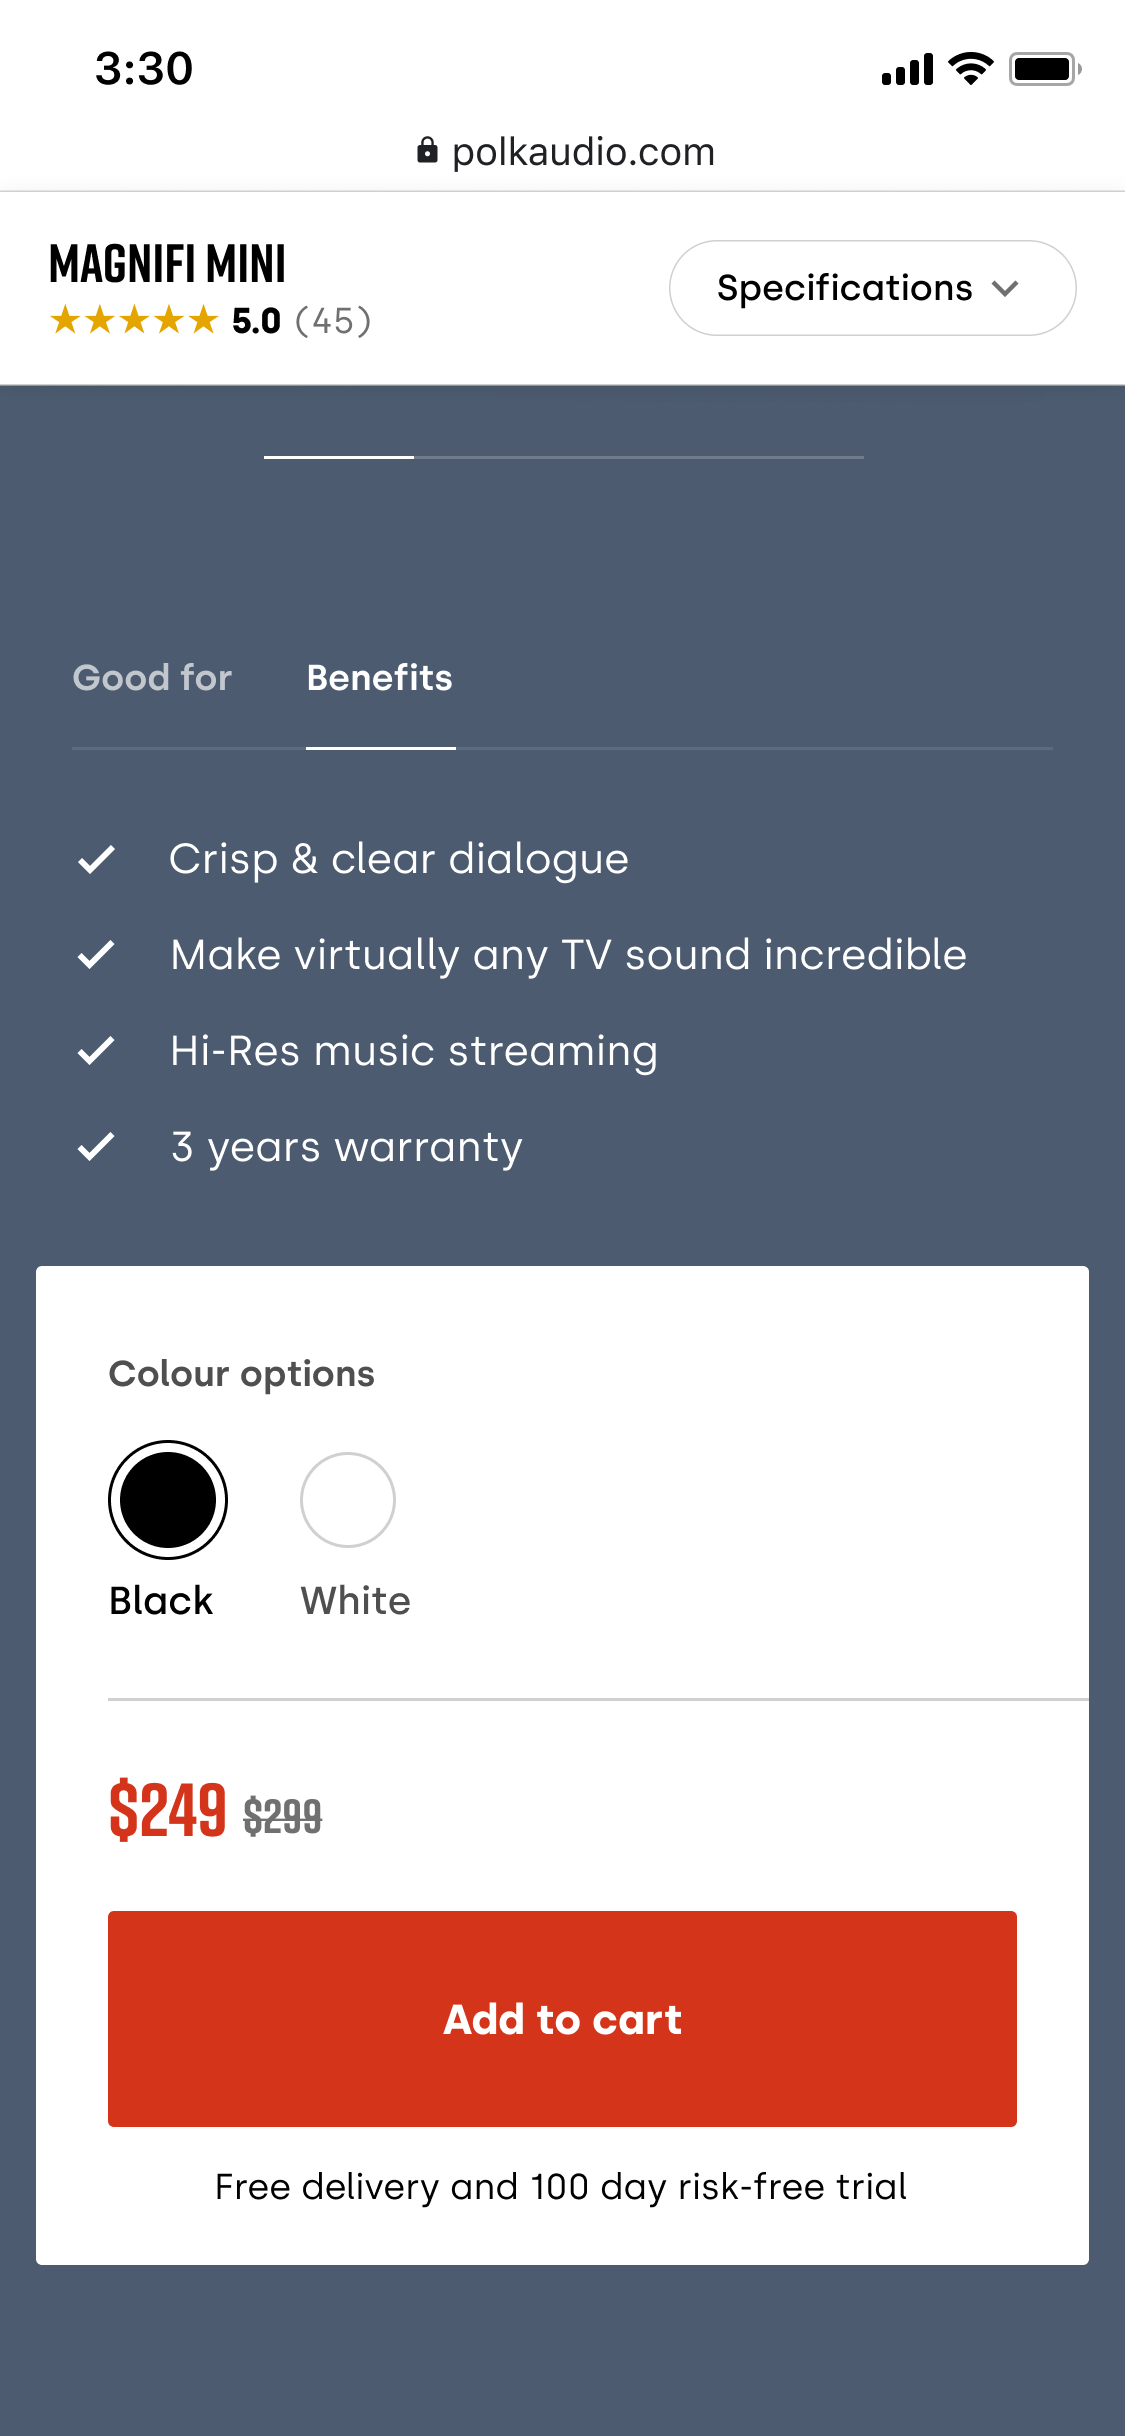 3:30
polkaudio.com
MAGNIFI MINI
Specifications
★★★★★ 5.0 (45)
Good for Benefits
Crisp & clear dialogue
Make virtually any TV sound incredible
Hi-Res music streaming
3 years warranty
Colour options
Black White
$249 $299
Add to cart
Free delivery and 100 day risk-free trial